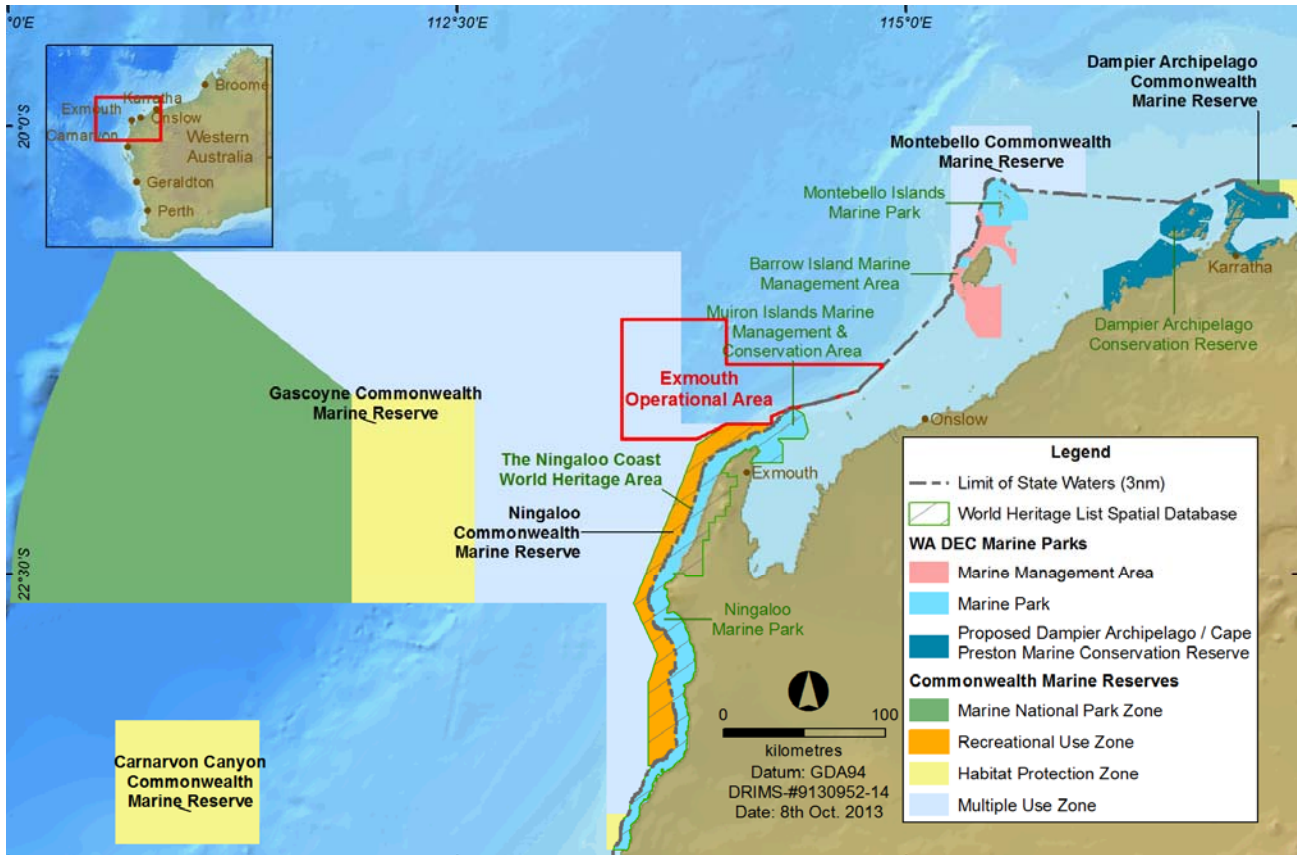 °0'E
112°30'E
115°0'E
20°0'S
22°30'S
Broome
Karratha
Exmouth
Onslow
Carnarvon
Western
Australia
Geraldton
Perth
Dampier Archipelago
Commonwealth
Marine Reserve
Montebello Commonwealth
Marine Reserve
Montebello Islands
Marine Park
Barrow Island Marine
Management Area
Karratha
Muiron Islands Marine
Management &
Conservation Area
Dampier Archipelago
Conservation Reserve
Exmouth
Operational Area
Gascoyne Commonwealth
Marine Reserve
Onslow
The Ningaloo Coast
World Heritage Area
Exmouth
Ningaloo
Commonwealth
Marine Reserve
Ningaloo
Marine Park
Carnarvon Canyon
Commonwealth
Marine Reserve
0 100
kilometres
Datum: GDA94
DRIMS-#9130952-14
Date: 8th Oct. 2013
Legend
Limit of State Waters (3nm)
World Heritage List Spatial Database
WA DEC Marine Parks
Marine Management Area
Marine Park
Proposed Dampier Archipelago / Cape
Preston Marine Conservation Reserve
Commonwealth Marine Reserves
Marine National Park Zone
Recreational Use Zone
Habitat Protection Zone
Multiple Use Zone